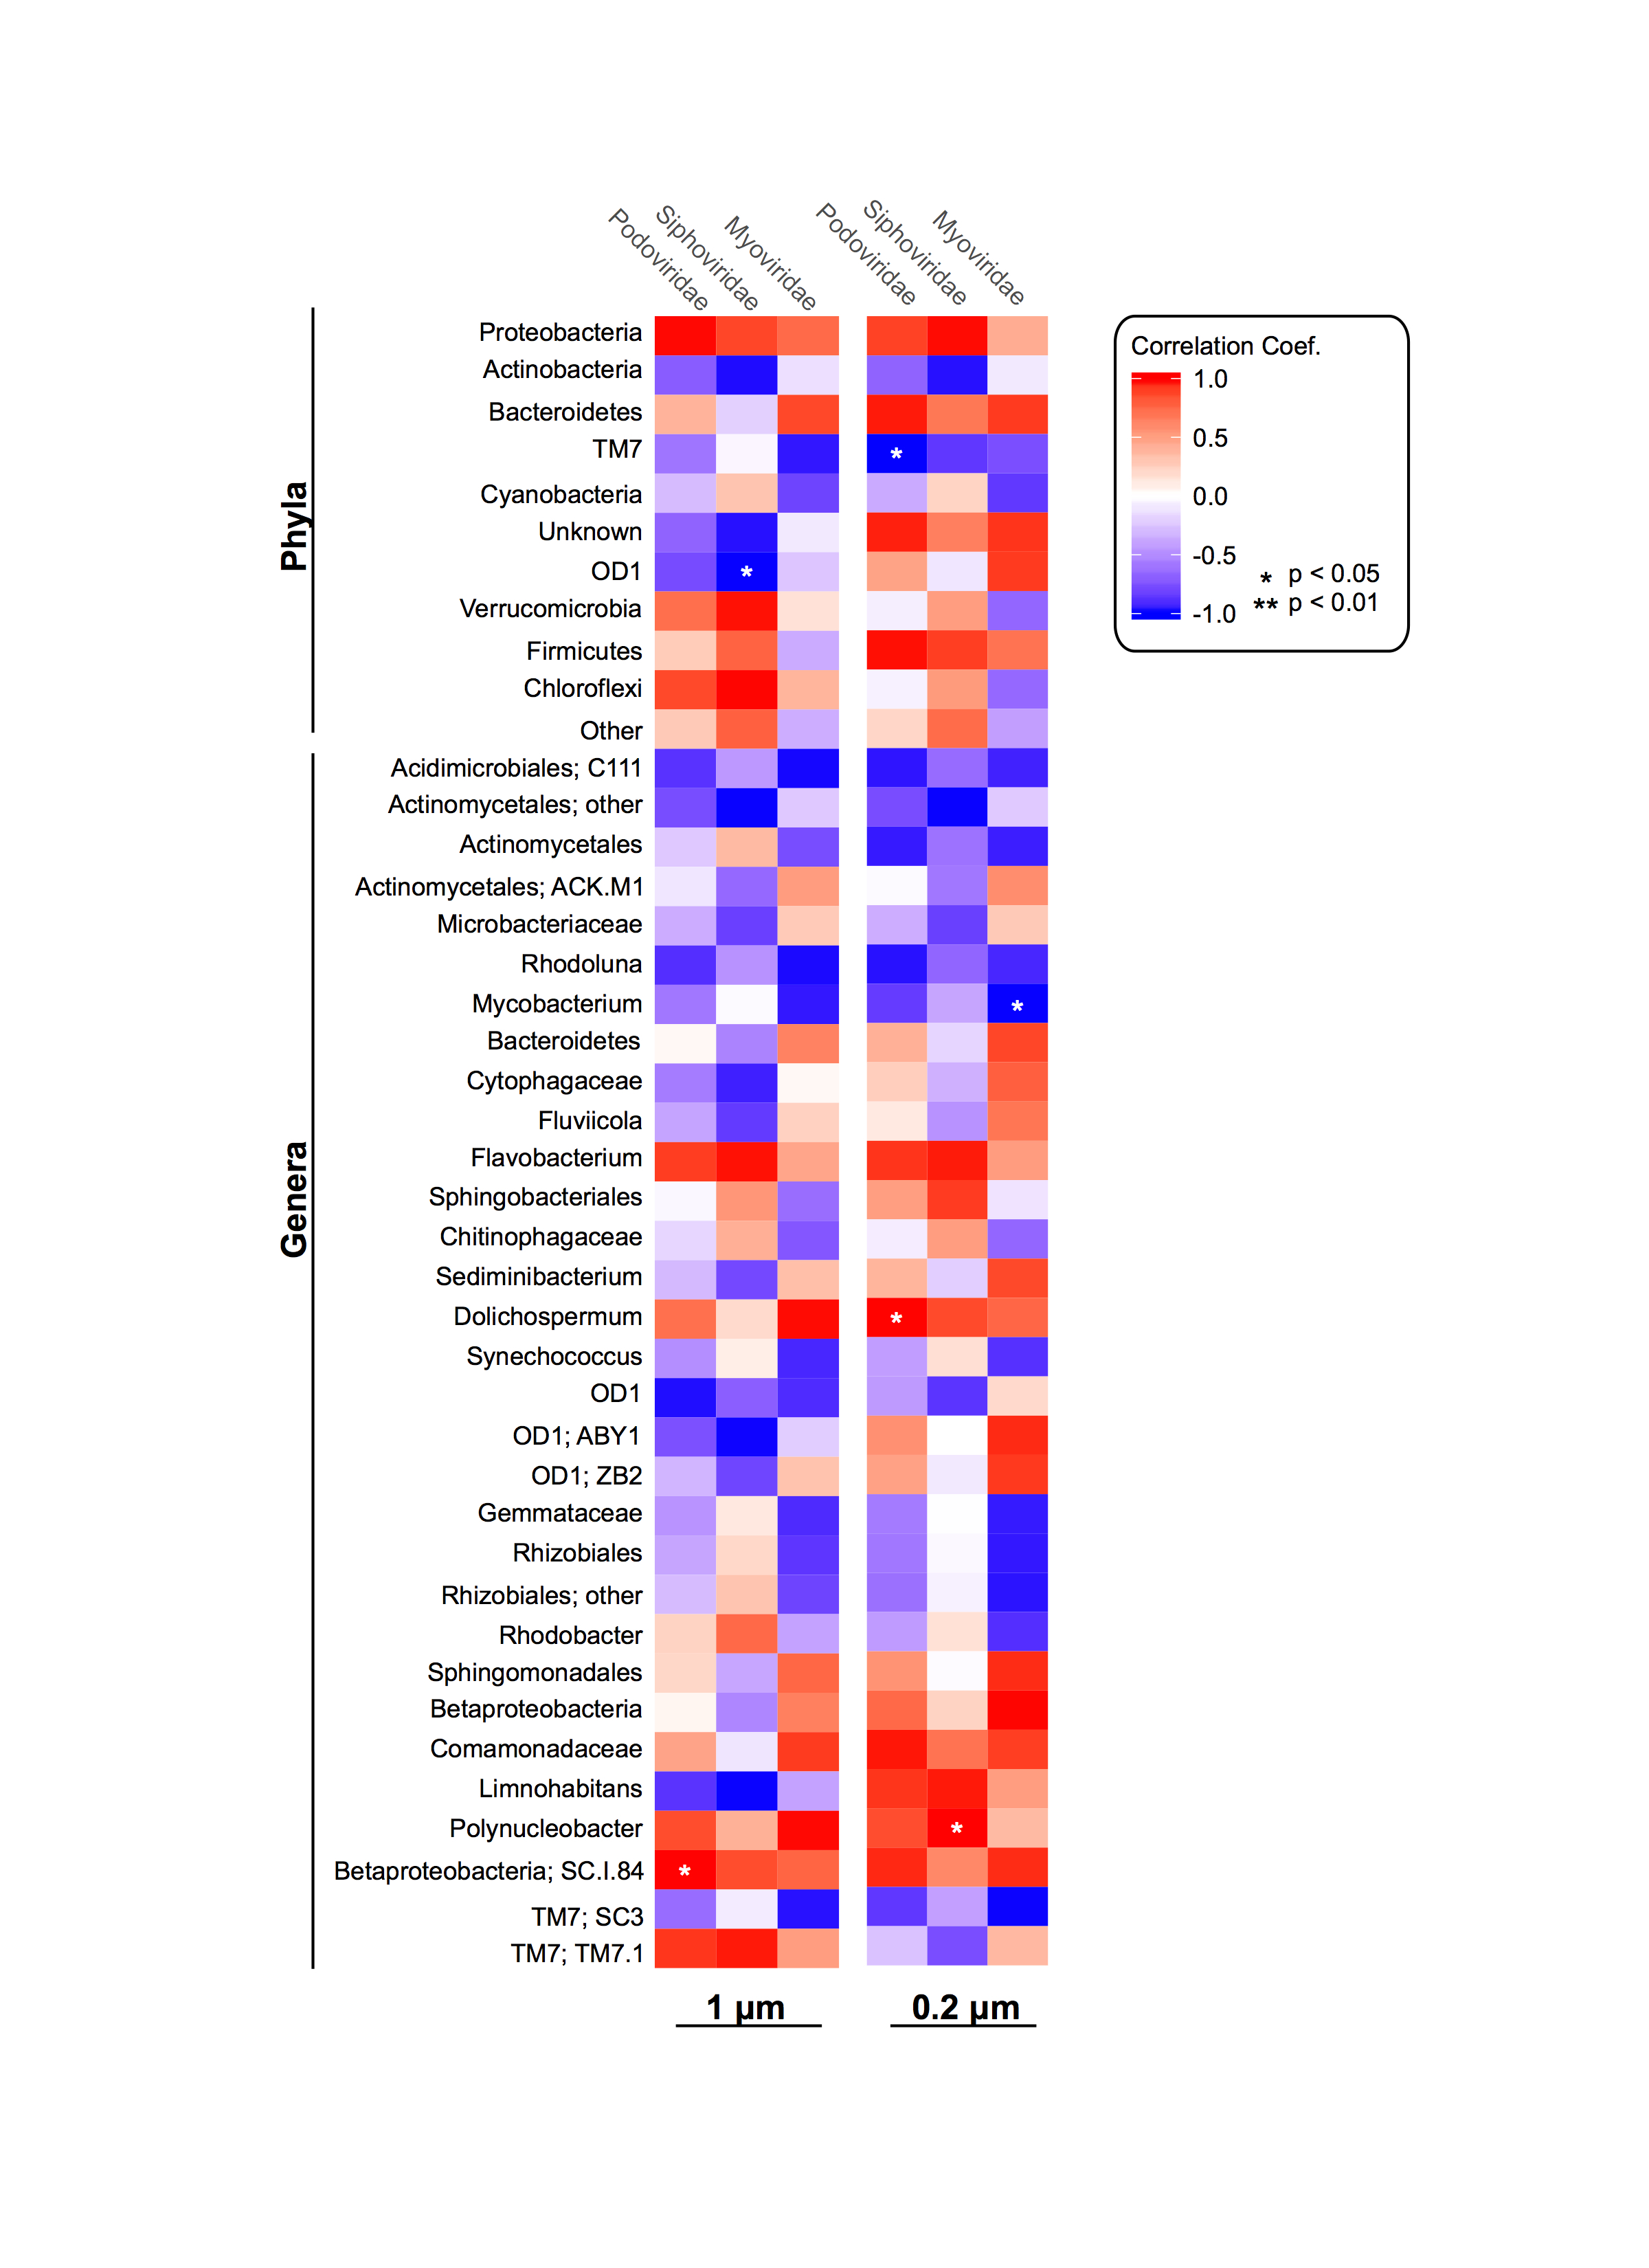 Podoviridae
Siphoviridae
Myoviridae
Podoviridae
Siphoviridae
Myoviridae
Phyla
Proteobacteria
Actinobacteria
Bacteroidetes
TM7
*
Cyanobacteria
Unknown
OD1
*
Verrucomicrobia
Firmicutes
Chloroflexi
Other
Genera
Acidimicrobiales; C111
Actinomycetales; other
Actinomycetales
Actinomycetales; ACK.M1
Microbacteriaceae
Rhodoluna
Mycobacterium
*
Bacteroidetes
Cytophagaceae
Fluviicola
Flavobacterium
Sphingobacteriales
Chitinophagaceae
Sediminibacterium
Dolichospermum
*
Synechococcus
OD1
OD1; ABY1
OD1; ZB2
Gemmataceae
Rhizobiales
Rhizobiales; other
Rhodobacter
Sphingomonadales
Betaproteobacteria
Comamonadaceae
Limnohabitans
Polynucleobacter
*
Betaproteobacteria; SC.I.84
*
TM7; SC3
TM7; TM7.1
1 µm
0.2 µm
Correlation Coef.
1.0
0.5
0.0
-0.5
-1.0
* p < 0.05
** p < 0.01